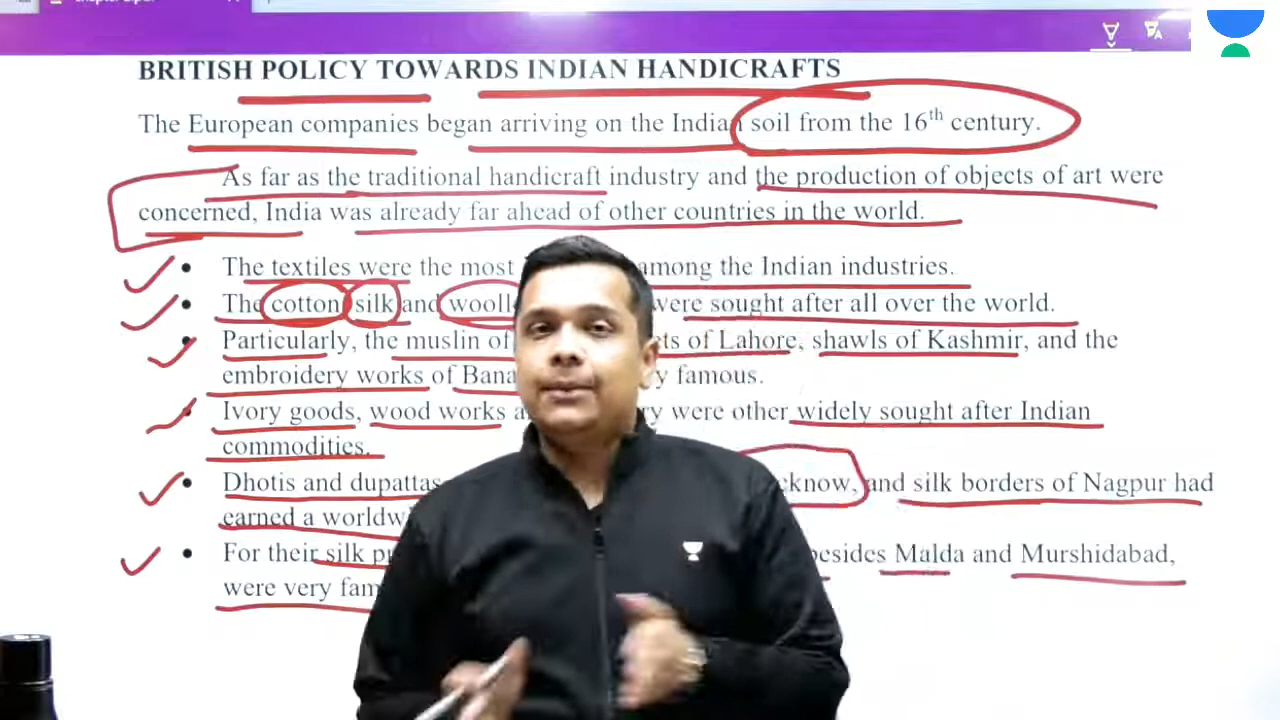 BRITISH POLICY TOWARDS INDIAN HANDICRAFTS
The European companies began arriving on the Indian soil from the 16th century.
As far as the traditional handicraft industry and the production of objects of art were
concerned, India was already far ahead of other countries in the world.
• The textiles were the most among the Indian industries.
• The cotton silk and were sought after all over the world.
• Particularly, the muslin of of Lahore, shawls of Kashmir, and the
embroidery works of famous.
• Ivory goods, wood works were other widely sought after Indian
commodities.
• Dhotis and dupattas and silk borders of Nagpur had
earned a
• For their silk besides Malda and Murshidabad,
were very